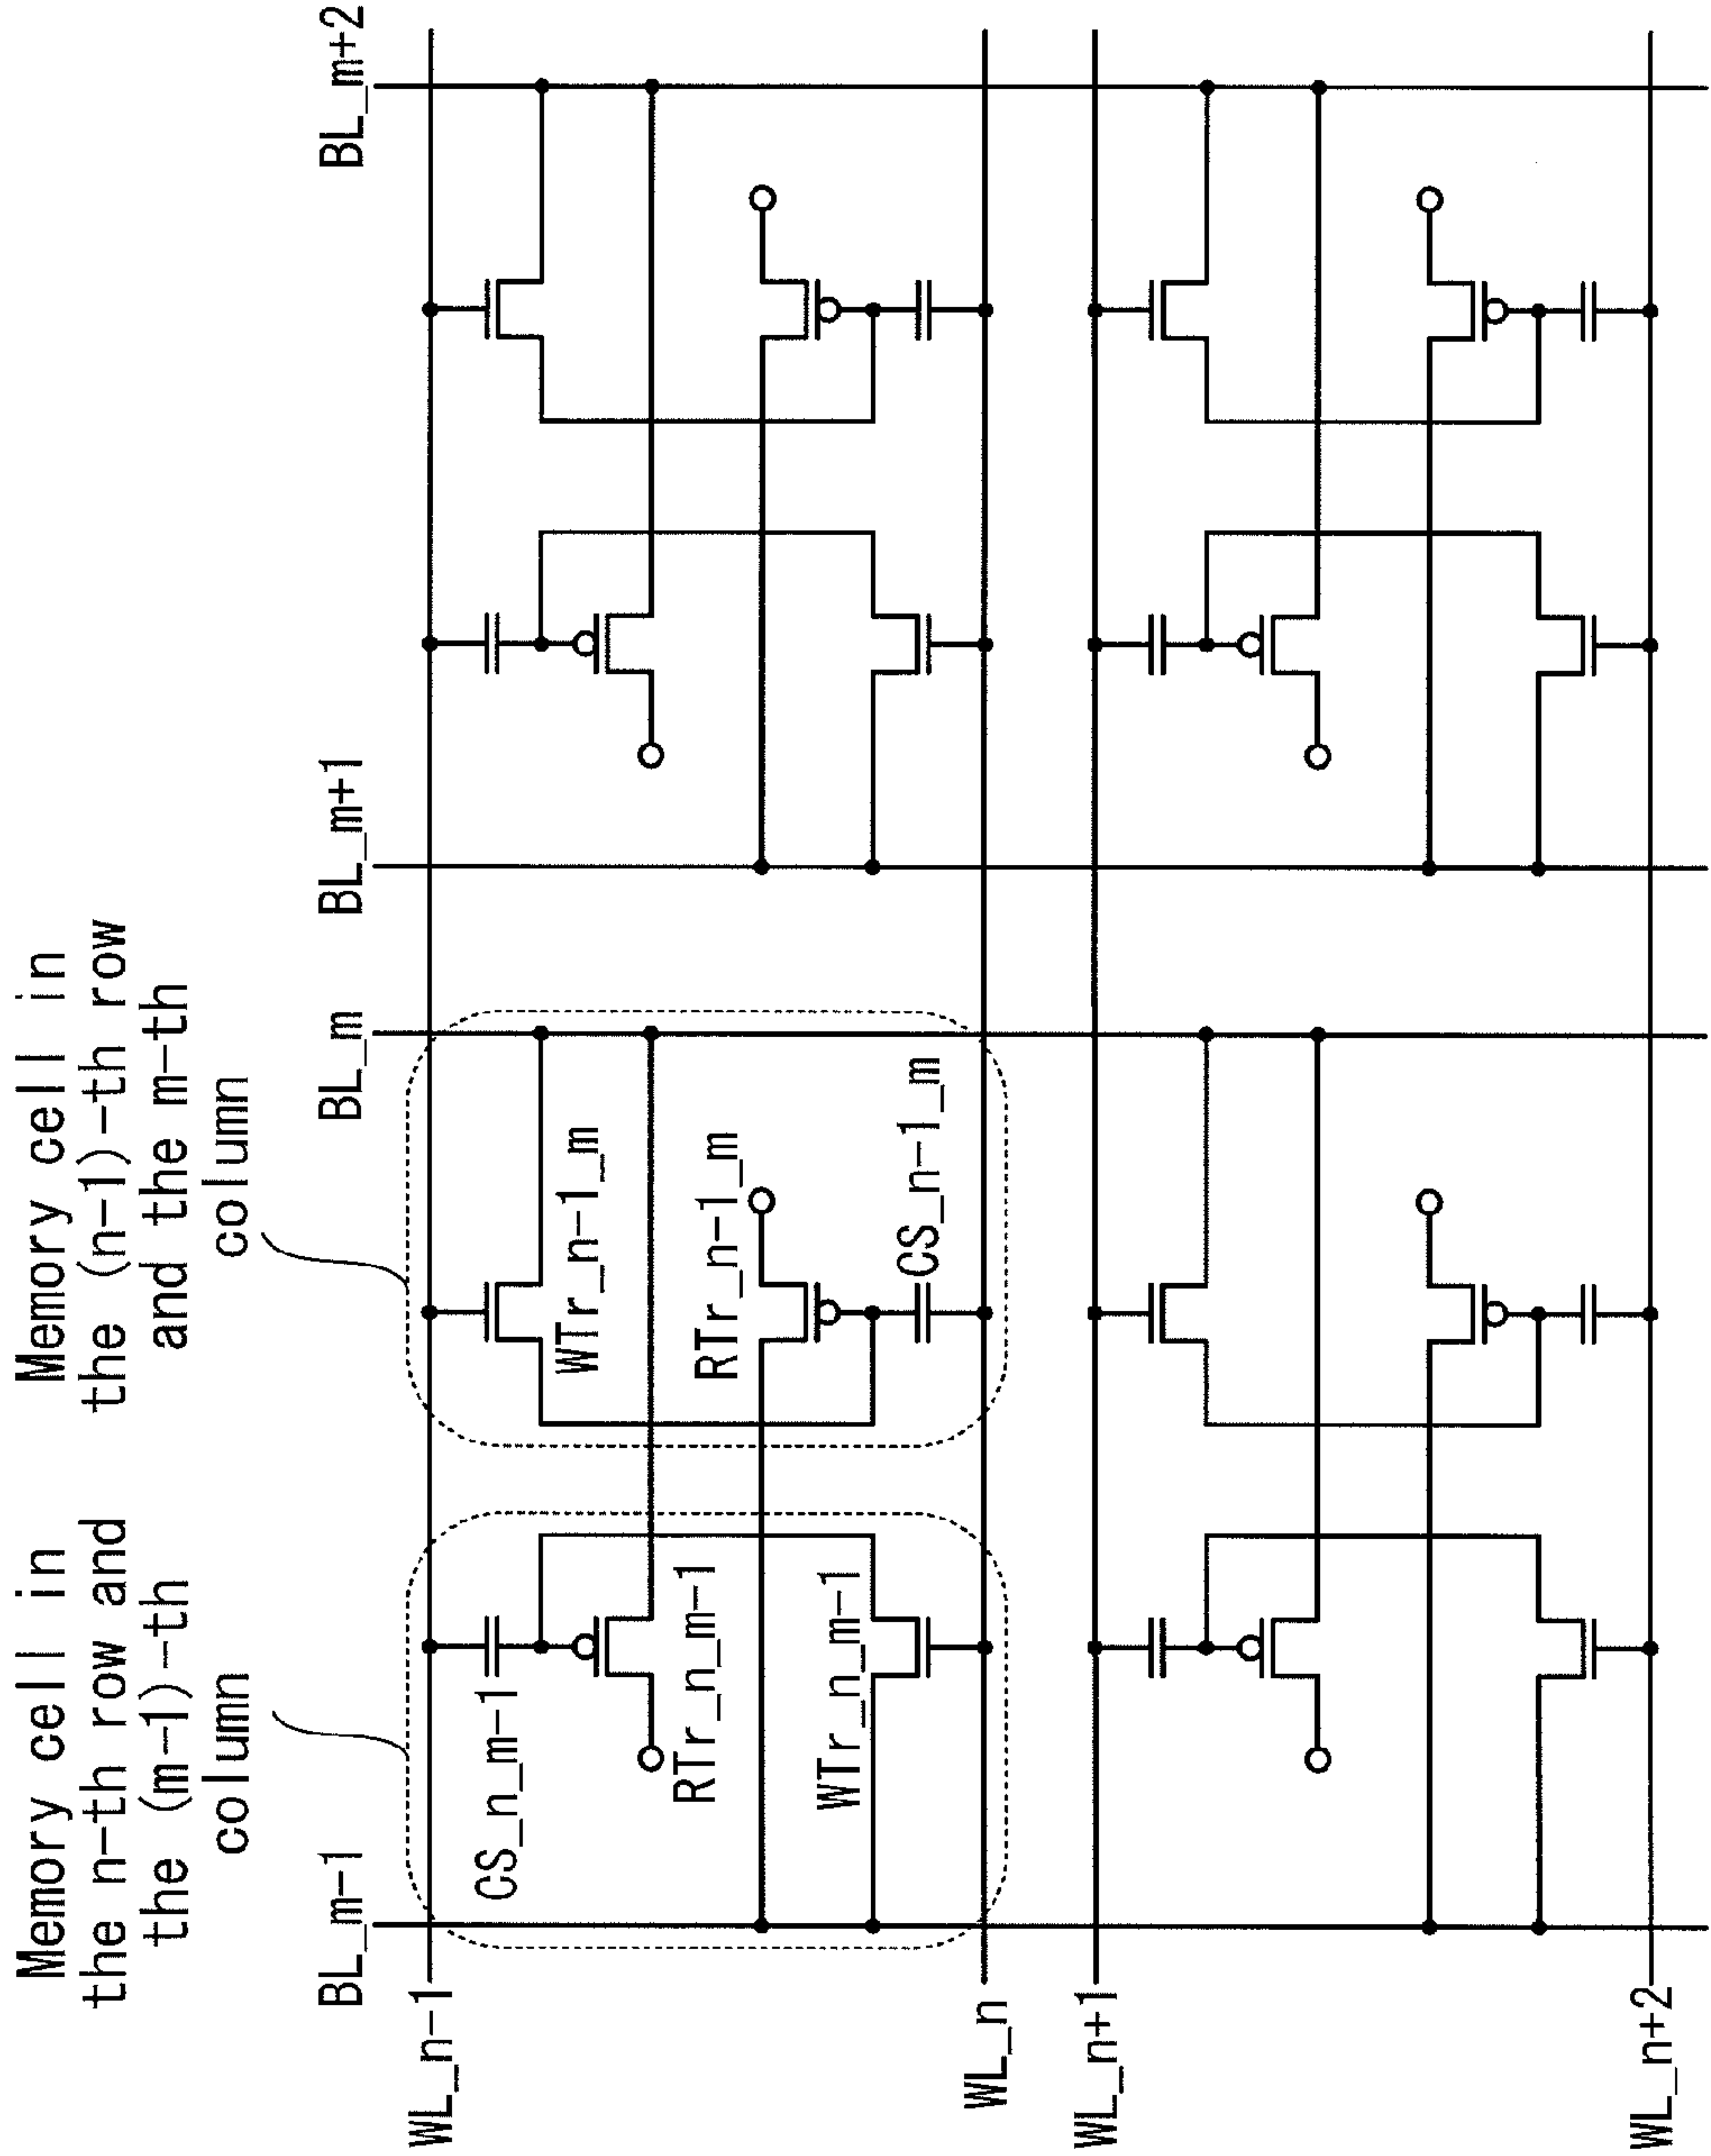 Memory cell in
the n-th row and
the (m-1)-th
column
Memory cell in
the (n-1)-th row
and the m-th
column
BL_m-1
BL_m
BL_m+1
BL_m+2
WL_n-1
CS_n_m-1
WTr_n-1_m
RTr_n_m-1
RTr_n-1_m
WTr_n_m-1
CS_n-1_m
WL_n
WL_n+1
WL_n+2